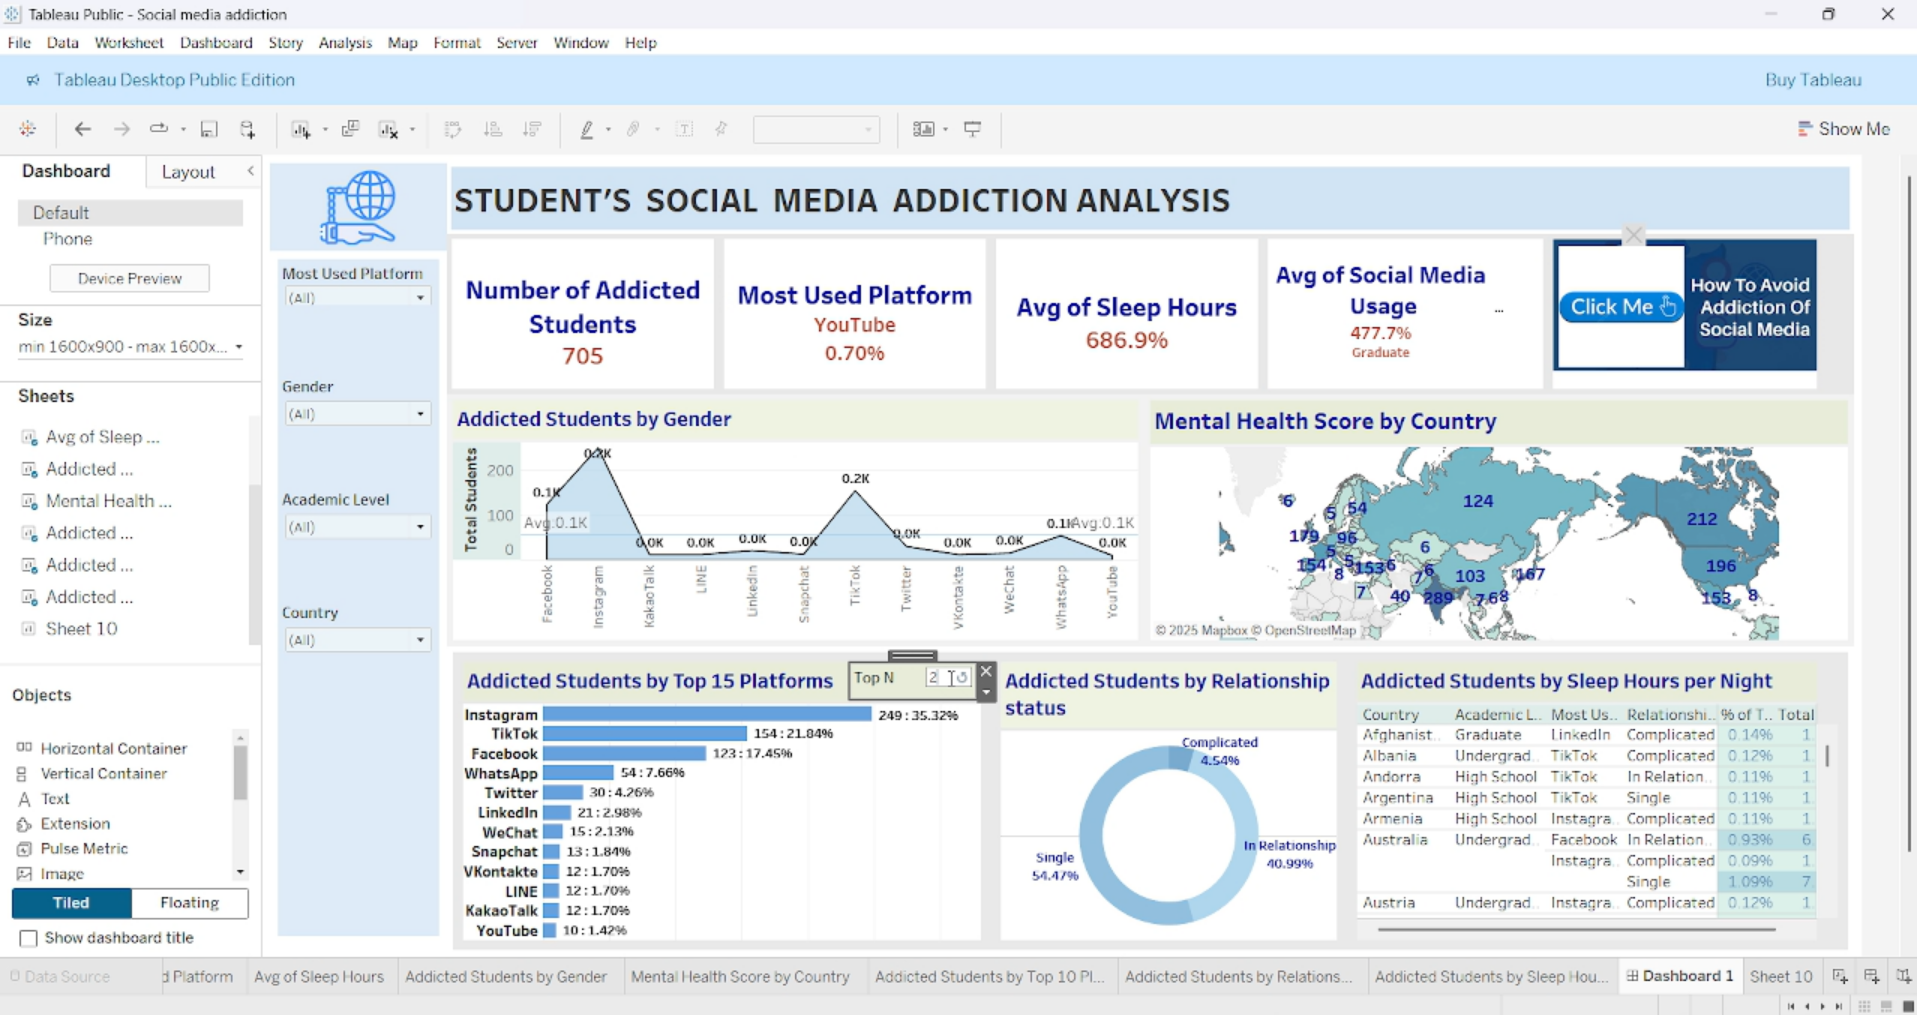 Tableau Public - Social media addiction
File Data Worksheet Dashboard Story Analysis Map Format Server Window Help
Tableau Desktop Public Edition
Buy Tableau
Show Me
Dashboard
Layout
Default
Phone
Device Preview
Size
min 1600x900 - max 1600x...
Sheets
Avg of Sleep ...
Addicted ...
Mental Health ...
Addicted ...
Addicted ...
Addicted ...
Sheet 10
Objects
Horizontal Container
Vertical Container
Text
Extension
Pulse Metric
Image
Tiled
Floating
Show dashboard title
Most Used Platform
(All)
Gender
(All)
Academic Level
(All)
Country
(All)
STUDENT'S SOCIAL MEDIA ADDICTION ANALYSIS
Number of Addicted
Students
705
Most Used Platform
YouTube
0.70%
Avg of Sleep Hours
686.9%
Avg of Social Media
Usage
...
477.7%
Graduate
Click Me
How To Avoid
Addiction Of
Social Media
Addicted Students by Gender
Total Students
200
100
0
0.1K
0.2K
0.0K
0.0K
0.0K
0.0K
0.2K
0.0K
0.0K
0.0K
0.1K
0.0K
Avg:0.1K
Avg:0.1K
Facebook
Instagram
KakaoTalk
LINE
LinkedIn
Snapchat
TikTok
Twitter
VKontakte
WeChat
WhatsApp
YouTube
Mental Health Score by Country
6
5
54
124
212
179
96
5
6
154
8
5
153
6
7
6
103
167
196
7
40
289
7
68
153
8
© 2025 Mapbox © OpenStreetMap
Addicted Students by Top 15 Platforms
Top N
2
Instagram 249 : 35.32%
TikTok 154 : 21.84%
Facebook 123 : 17.45%
WhatsApp 54 : 7.66%
Twitter 30 : 4.26%
LinkedIn 21 : 2.98%
WeChat 15 : 2.13%
Snapchat 13 : 1.84%
VKontakte 12 : 1.70%
LINE 12 : 1.70%
KakaoTalk 12 : 1.70%
YouTube 10 : 1.42%
Addicted Students by Relationship
status
Complicated
4.54%
In Relationship
40.99%
Single
54.47%
Addicted Students by Sleep Hours per Night
Country Academic L.. Most Us.. Relationshi.. % of T.. Total
Afghanist.. Graduate LinkedIn Complicated 0.14% 1.
Albania Undergrad.. TikTok Complicated 0.12% 1.
Andorra High School TikTok In Relation.. 0.11% 1.
Argentina High School TikTok Single 0.11% 1.
Armenia High School Instagra.. Complicated 0.11% 1.
Australia Undergrad.. Facebook In Relation.. 0.93% 6.
Instagra.. Complicated 0.09% 1.
Single 1.09% 7.
Austria Undergrad.. Instagra.. Complicated 0.12% 1.
Data Source
d Platform
Avg of Sleep Hours
Addicted Students by Gender
Mental Health Score by Country
Addicted Students by Top 10 Pl...
Addicted Students by Relations...
Addicted Students by Sleep Hou...
Dashboard 1
Sheet 10